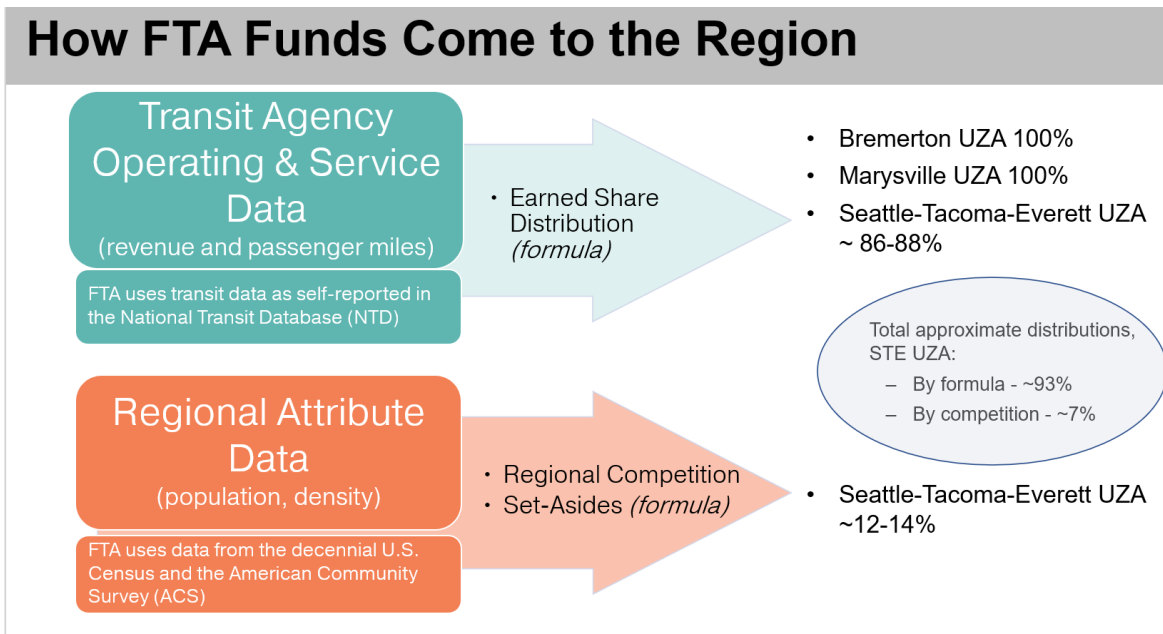 How FTA Funds Come to the Region
Transit Agency
Operating & Service
Data
(revenue and passenger miles)
FTA uses transit data as self-reported in
the National Transit Database (NTD)
• Earned Share
Distribution
(formula)
• Bremerton UZA 100%
• Marysville UZA 100%
• Seattle-Tacoma-Everett UZA
~ 86-88%
Total approximate distributions,
STE UZA:
– By formula - ~93%
– By competition - ~7%
Regional Attribute
Data
(population, density)
FTA uses data from the decennial U.S.
Census and the American Community
Survey (ACS)
• Regional Competition
• Set-Asides (formula)
• Seattle-Tacoma-Everett UZA
~12-14%